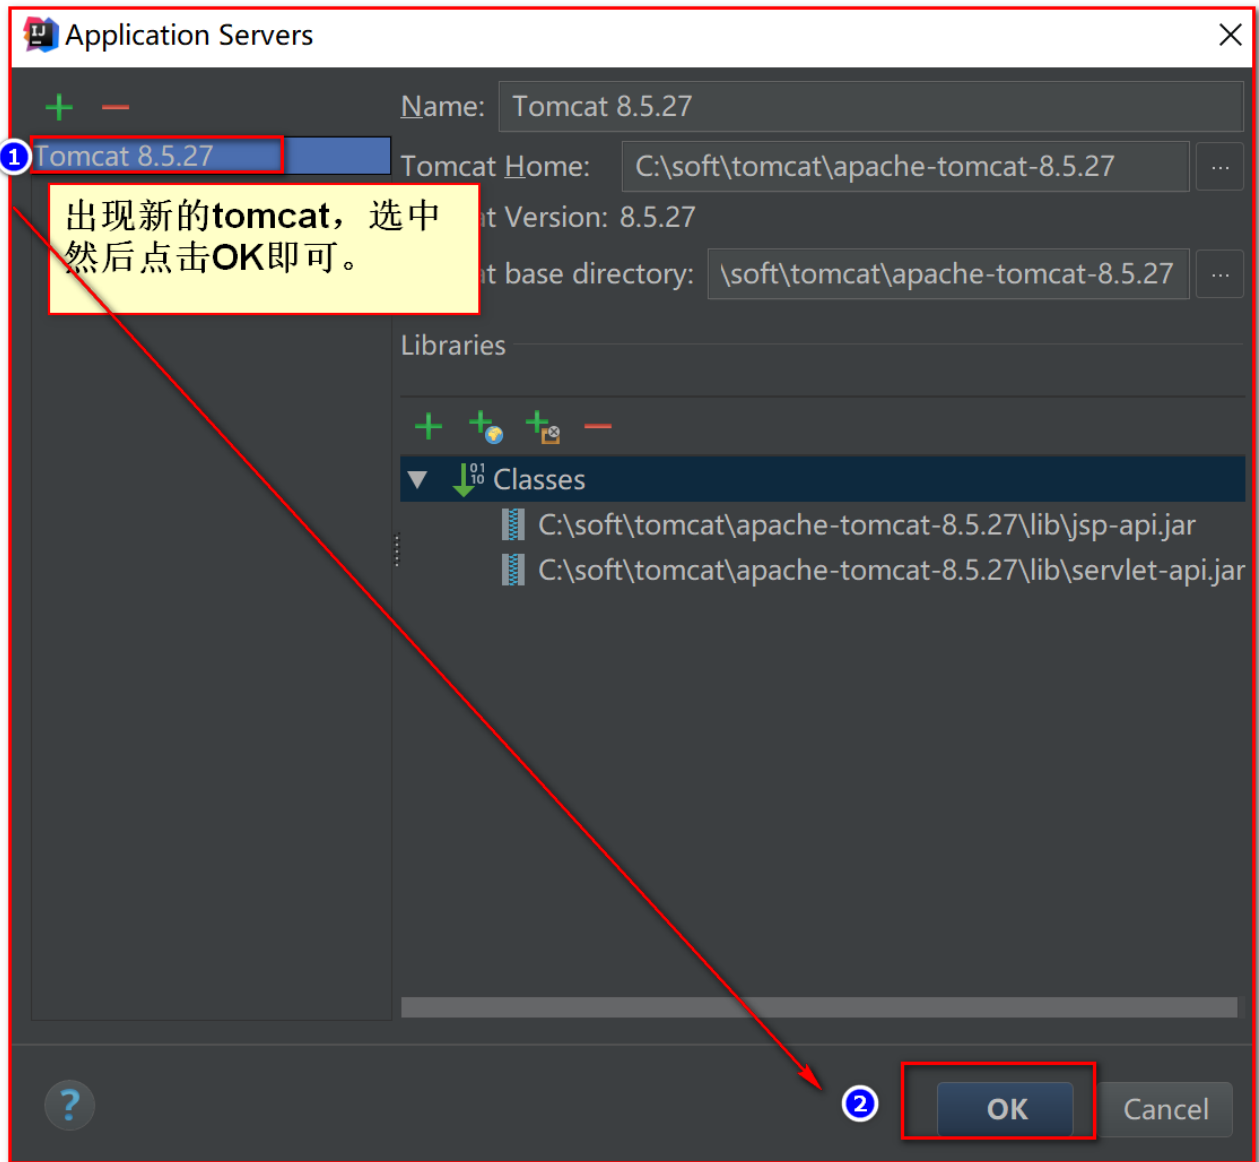 Application Servers
Name: Tomcat 8.5.27
1 Tomcat 8.5.27
Tomcat Home: C:\soft\tomcat\apache-tomcat-8.5.27 ...
出现新的tomcat，选中
然后点击OK即可。
Version: 8.5.27
base directory: \soft\tomcat\apache-tomcat-8.5.27 ...
Libraries
Classes
C:\soft\tomcat\apache-tomcat-8.5.27\lib\jsp-api.jar
C:\soft\tomcat\apache-tomcat-8.5.27\lib\servlet-api.jar
? 2 OK Cancel